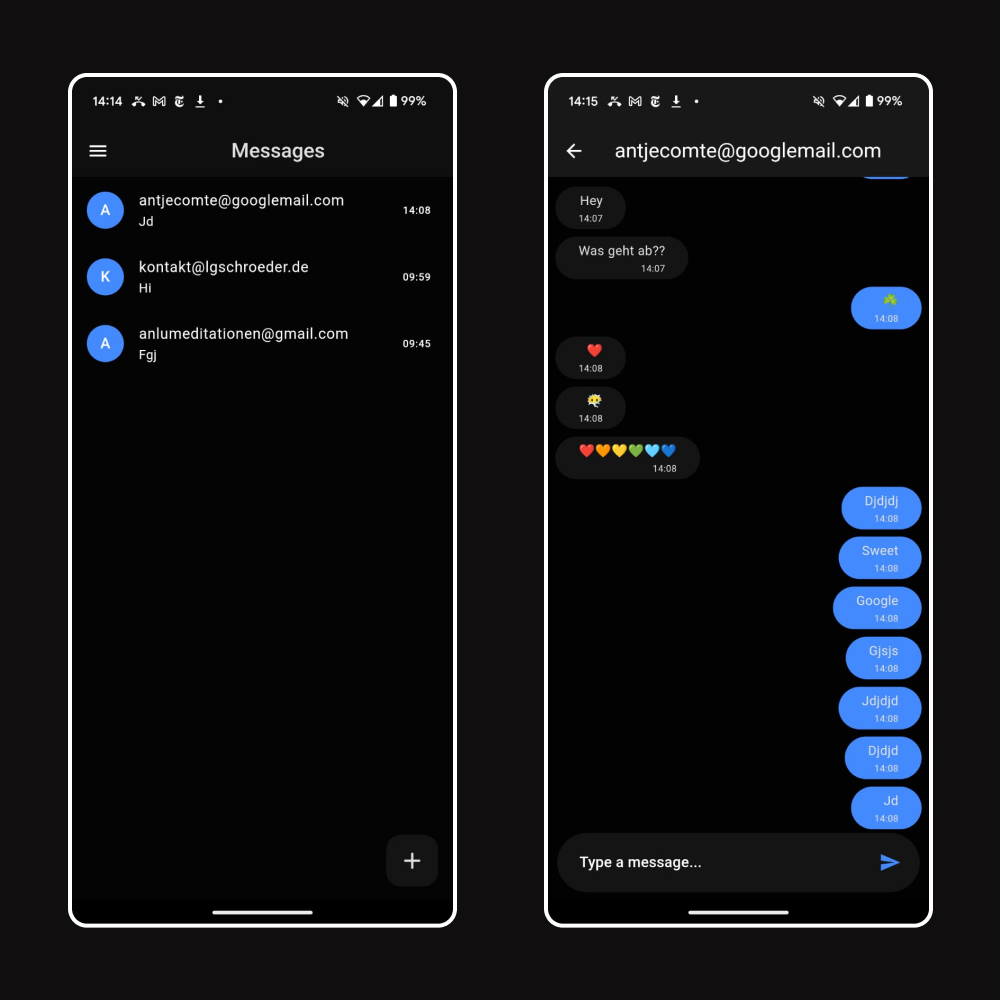 14:14
99%
Messages
A
antjecomte@googlemail.com
14:08
Jd
K
kontakt@lgschroeder.de
09:59
Hi
A
anlumeditationen@gmail.com
09:45
Fgj
14:15
99%
antjecomte@googlemail.com
Hey
14:07
Was geht ab??
14:07
☘️
14:08
❤️
14:08
14:08
❤️🧡💛💚🩵💙
14:08
Djdjdj
14:08
Sweet
14:08
Google
14:08
Gjsjs
14:08
Jdjdjd
14:08
Djdjd
14:08
Jd
14:08
Type a message...